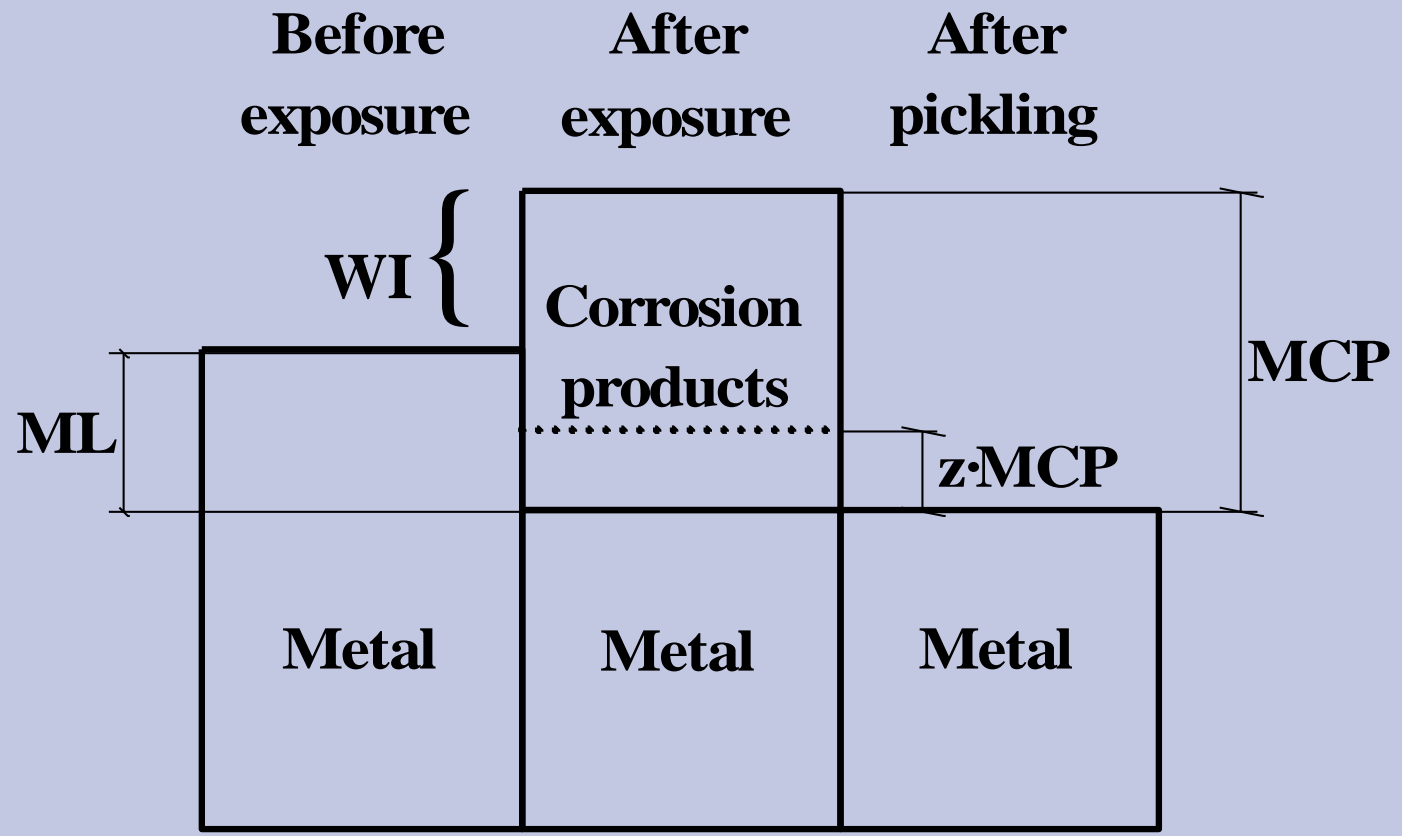 Before
exposure
After
exposure
After
pickling
WI {
Corrosion
products
MCP
ML
z·MCP
Metal
Metal
Metal